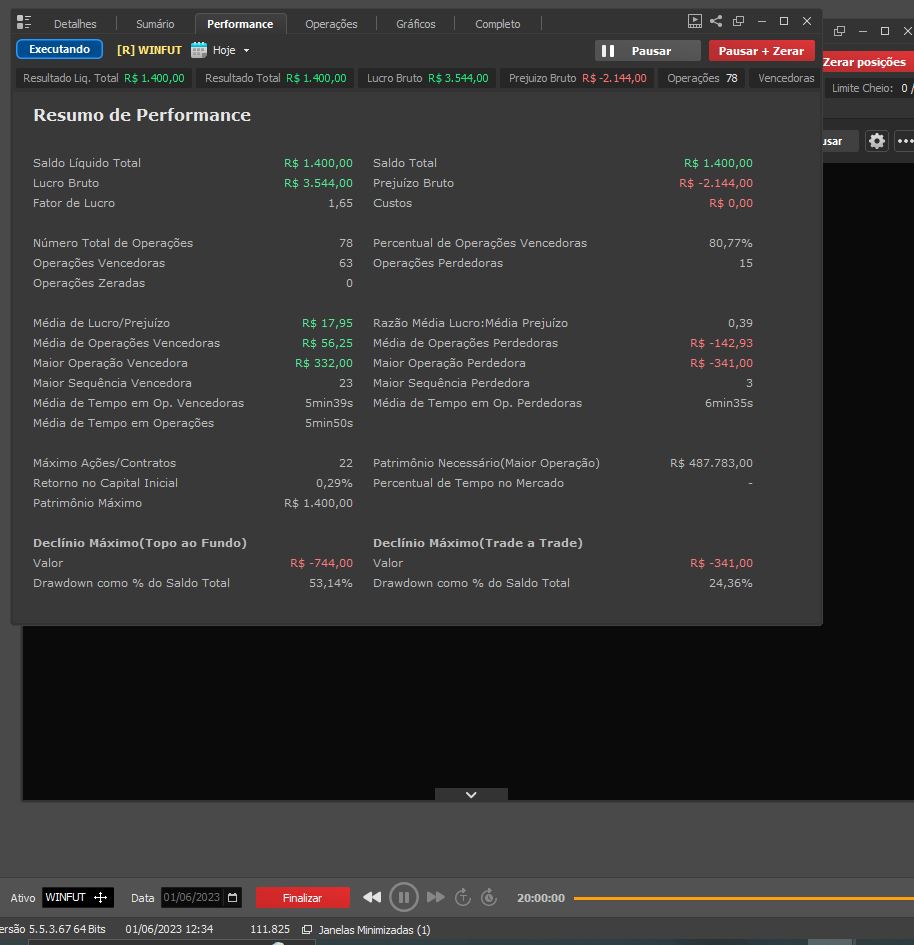 Detalhes Sumário Performance Operações Gráficos Completo
Executando [R] WINFUT Hoje Pausar Pausar + Zerar
Zerar posições
Resultado Liq. Total R$ 1.400,00 Resultado Total R$ 1.400,00 Lucro Bruto R$ 3.544,00 Prejuizo Bruto R$ -2.144,00 Operações 78 Vencedoras
Limite Cheio: 0 /
usar
Resumo de Performance
Saldo Líquido Total R$ 1.400,00 Saldo Total R$ 1.400,00
Lucro Bruto R$ 3.544,00 Prejuízo Bruto R$ -2.144,00
Fator de Lucro 1,65 Custos R$ 0,00
Número Total de Operações 78 Percentual de Operações Vencedoras 80,77%
Operações Vencedoras 63 Operações Perdedoras 15
Operações Zeradas 0
Média de Lucro/Prejuízo R$ 17,95 Razão Média Lucro:Média Prejuízo 0,39
Média de Operações Vencedoras R$ 56,25 Média de Operações Perdedoras R$ -142,93
Maior Operação Vencedora R$ 332,00 Maior Operação Perdedora R$ -341,00
Maior Sequência Vencedora 23 Maior Sequência Perdedora 3
Média de Tempo em Op. Vencedoras 5min39s Média de Tempo em Op. Perdedoras 6min35s
Média de Tempo em Operações 5min50s
Máximo Ações/Contratos 22 Patrimônio Necessário(Maior Operação) R$ 487.783,00
Retorno no Capital Inicial 0,29% Percentual de Tempo no Mercado -
Patrimônio Máximo R$ 1.400,00
Declínio Máximo(Topo ao Fundo) Declínio Máximo(Trade a Trade)
Valor R$ -744,00 Valor R$ -341,00
Drawdown como % do Saldo Total 53,14% Drawdown como % do Saldo Total 24,36%
Ativo WINFUT Data 01/06/2023 Finalizar 20:00:00
ersão 5.5.3.67 64 Bits 01/06/2023 12:34 111.825 Janelas Minimizadas (1)